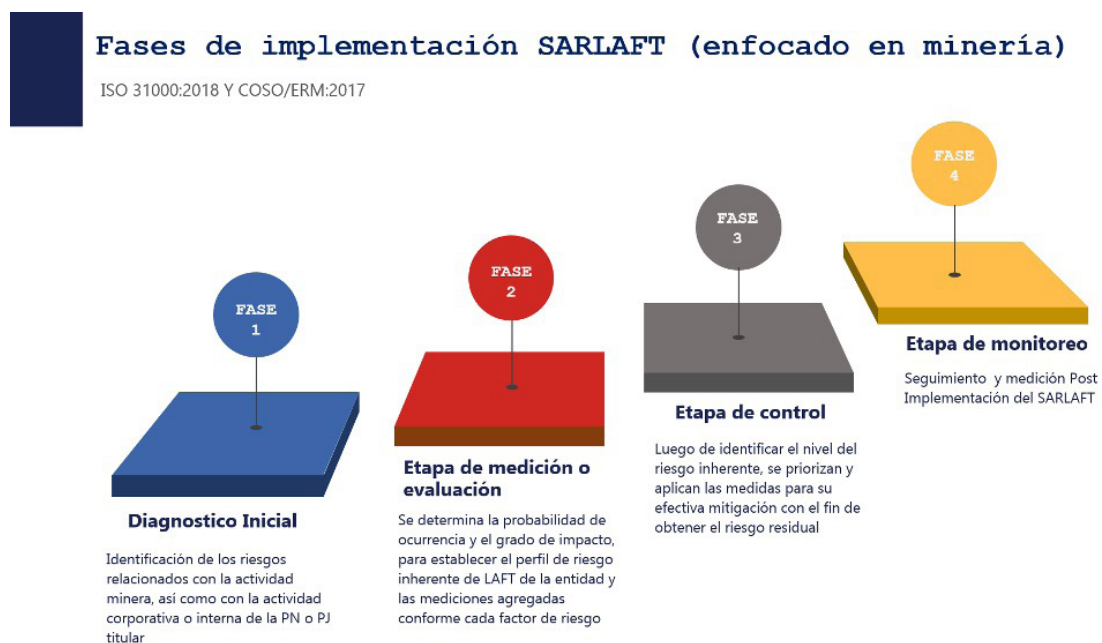 Fases de implementación SARLAFT (enfocado en minería)
ISO 31000:2018 Y COSO/ERM:2017
FASE
1
Diagnostico Inicial
Identificación de los riesgos
relacionados con la actividad
minera, así como con la actividad
corporativa o interna de la PN o PJ
titular
FASE
2
Etapa de medición o
evaluación
Se determina la probabilidad de
ocurrencia y el grado de impacto,
para establecer el perfil de riesgo
inherente de LAFT de la entidad y
las mediciones agregadas
conforme cada factor de riesgo
FASE
3
Etapa de control
Luego de identificar el nivel del
riesgo inherente, se priorizan y
aplican las medidas para su
efectiva mitigación con el fin de
obtener el riesgo residual
FASE
4
Etapa de monitoreo
Seguimiento y medición Post
Implementación del SARLAFT